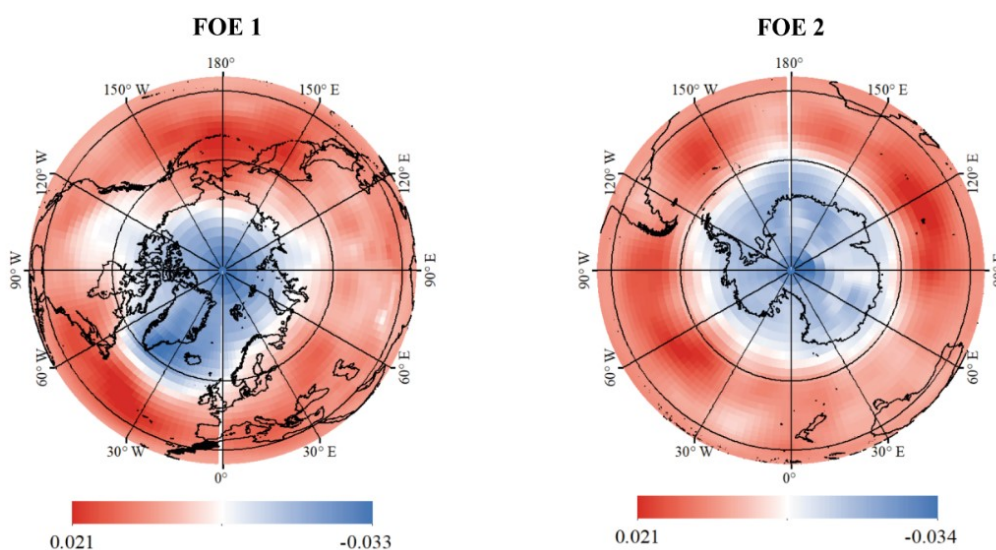 FOE 1
FOE 2
180°
180°
150° W
150° E
150° W
150° E
120° W
120° E
120° W
120° E
90° W
90° E
90° W
90° E
60° W
60° E
60° W
60° E
30° W
30° E
30° W
30° E
0°
0°
0.021
-0.033
0.021
-0.034